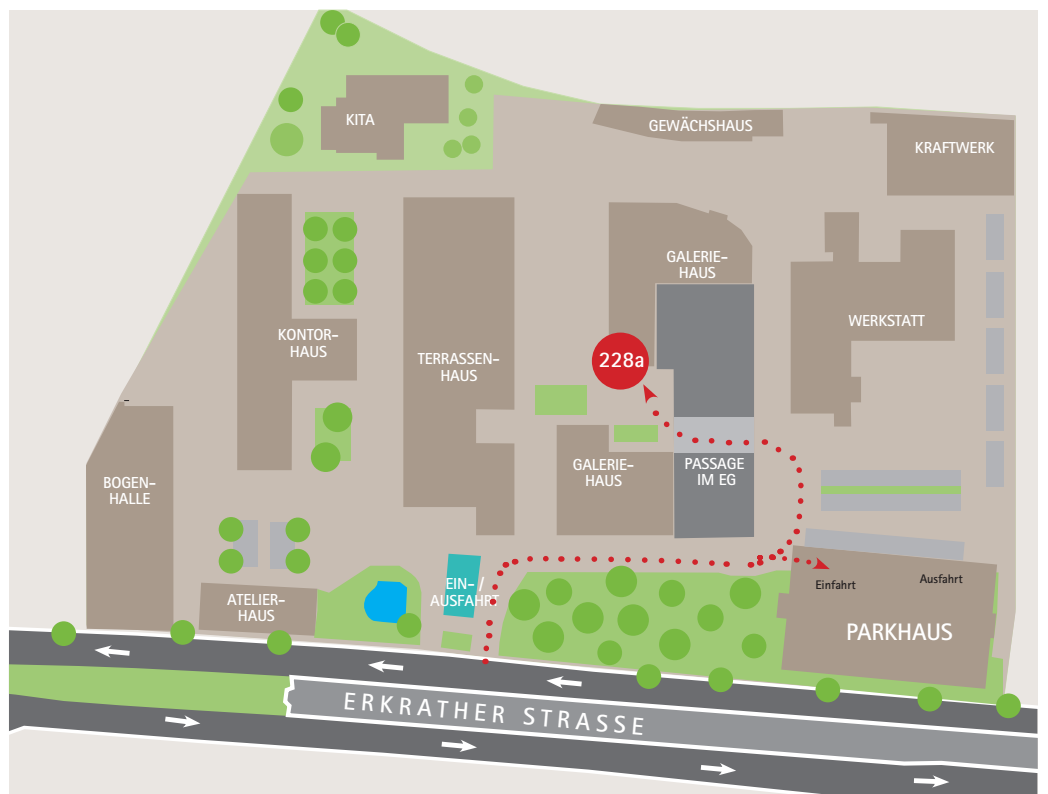 KITA
GEWÄCHSHAUS
KRAFTWERK
GALERIE-
HAUS
KONTOR-
HAUS
WERKSTATT
TERRASSEN-
HAUS
228a
BOGEN-
HALLE
GALERIE-
HAUS
PASSAGE
IM EG
ATELIER-
HAUS
EIN- /
AUSFAHRT
Einfahrt
Ausfahrt
PARKHAUS
ERKRATHER STRASSE